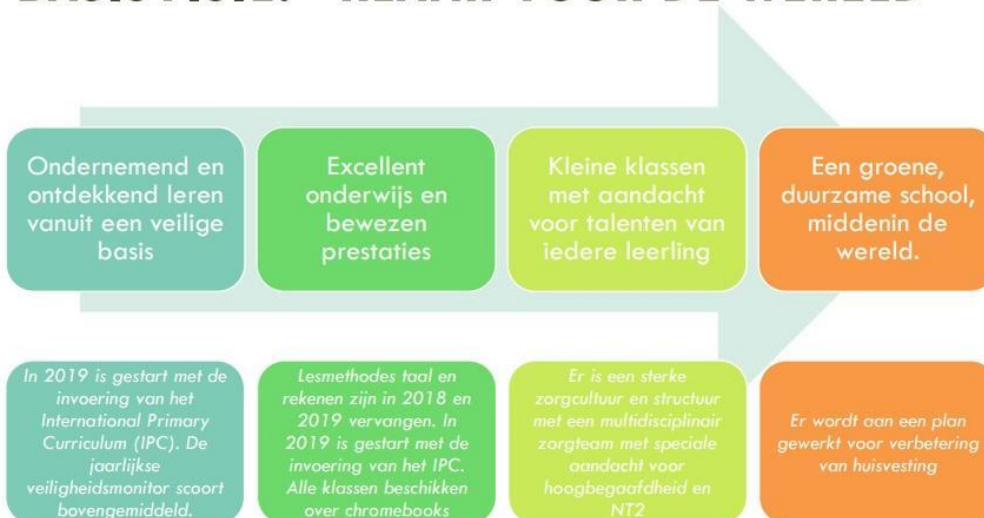 VOOR DE WERELD
Ondernemend en
ontdekkend leren
vanuit een veilige
basis
Excellent
onderwijs en
bewezen
prestaties
Kleine klassen
met aandacht
voor talenten van
iedere leerling
Een groene,
duurzame school,
middenin de
wereld.
In 2019 is gestart met de
invoering van het
International Primary
Curriculum (IPC). De
jaarlijkse
veiligheidsmonitor scoort
bovengemiddeld.
Lesmethodes taal en
rekenen zijn in 2018 en
2019 vervangen. In
2019 is gestart met de
invoering van het IPC.
Alle klassen beschikken
over chromebooks
Er is een sterke
zorgcultuur en structuur
met een multidisciplinair
zorgteam met speciale
aandacht voor
hoogbegaafdheid en
NT2
Er wordt aan een plan
gewerkt voor verbetering
van huisvesting